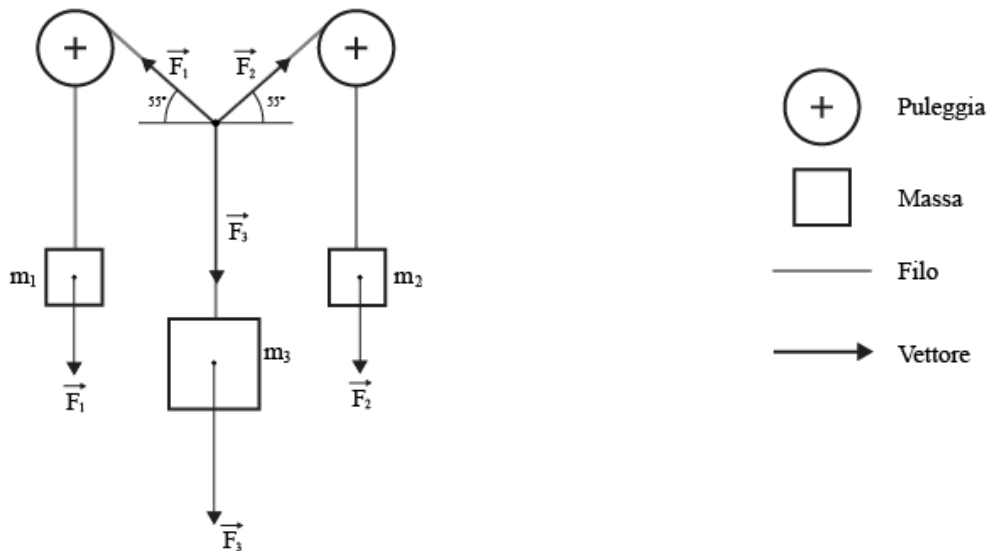 F₁
F₂
55°
55°
F₃
m₁
m₂
m₃
F₁
F₂
F₃
Puleggia
Massa
Filo
Vettore